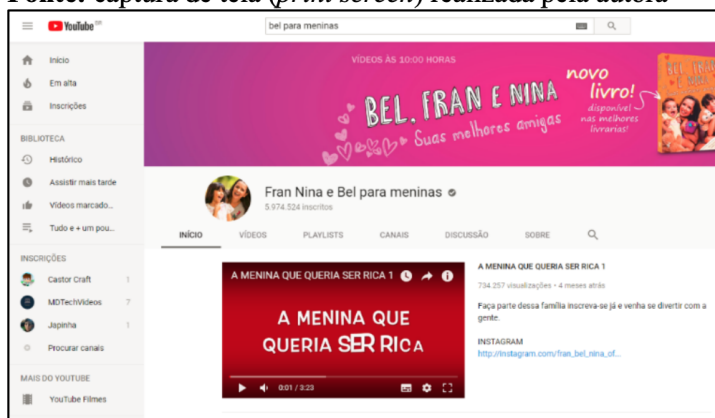 Fonte: captura de tela (print screen) realizada pela autora
YouTube BR
bel para meninas
Início
Em alta
Inscrições
BIBLIOTECA
Histórico
Assistir mais tarde
Vídeos marcado...
Tudo e + um pou...
INSCRIÇÕES
Castor Craft 1
MDTechVideos 7
Japinha 1
Procurar canais
MAIS DO YOUTUBE
YouTube Filmes
VÍDEOS ÀS 10:00 HORAS
BEL, FRAN E NINA
Suas melhores amigas
novo
livro!
disponível
nas melhores
livrarias!
BEL, FRAN
E NINA
Fran Nina e Bel para meninas
5.974.524 inscritos
INÍCIO VÍDEOS PLAYLISTS CANAIS DISCUSSÃO SOBRE
A MENINA QUE QUERIA SER RICA 1
A MENINA QUE
QUERIA SER RICA
0:01 / 3:23
A MENINA QUE QUERIA SER RICA 1
734.257 visualizações • 4 meses atrás
Faça parte dessa família inscreva-se já e venha se divertir com a
gente.
INSTAGRAM
http://instagram.com/fran_bel_nina_of...